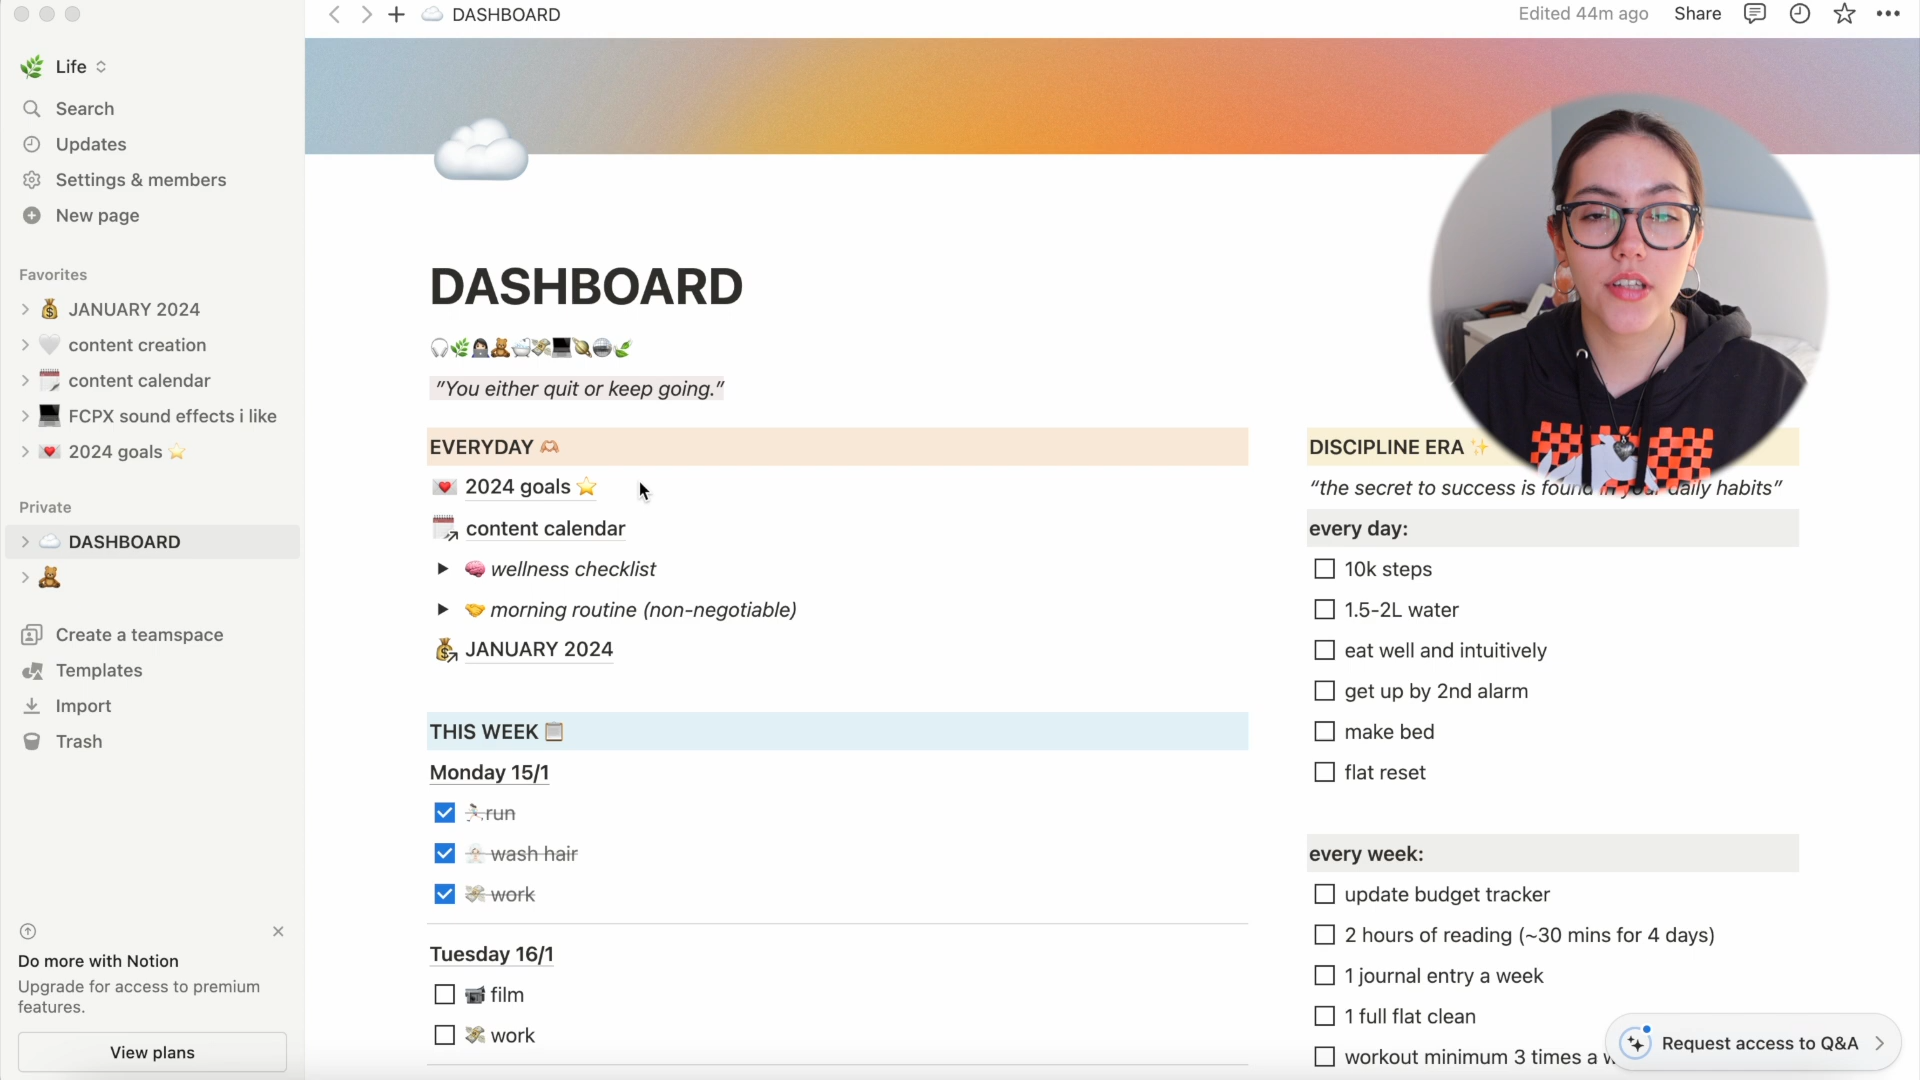 DASHBOARD
Edited 44m ago
Share
Life
Search
Updates
Settings & members
New page
Favorites
JANUARY 2024
content creation
content calendar
FCPX sound effects i like
2024 goals
Private
DASHBOARD
Create a teamspace
Templates
Import
Trash
Do more with Notion
Upgrade for access to premium
features.
View plans
DASHBOARD
"You either quit or keep going."
EVERYDAY
2024 goals
content calendar
wellness checklist
morning routine (non-negotiable)
JANUARY 2024
THIS WEEK
Monday 15/1
run
wash hair
work
Tuesday 16/1
film
work
DISCIPLINE ERA
"the secret to success is found in your daily habits"
every day:
10k steps
1.5-2L water
eat well and intuitively
get up by 2nd alarm
make bed
flat reset
every week:
update budget tracker
2 hours of reading (~30 mins for 4 days)
1 journal entry a week
1 full flat clean
workout minimum 3 times a
Request access to Q&A